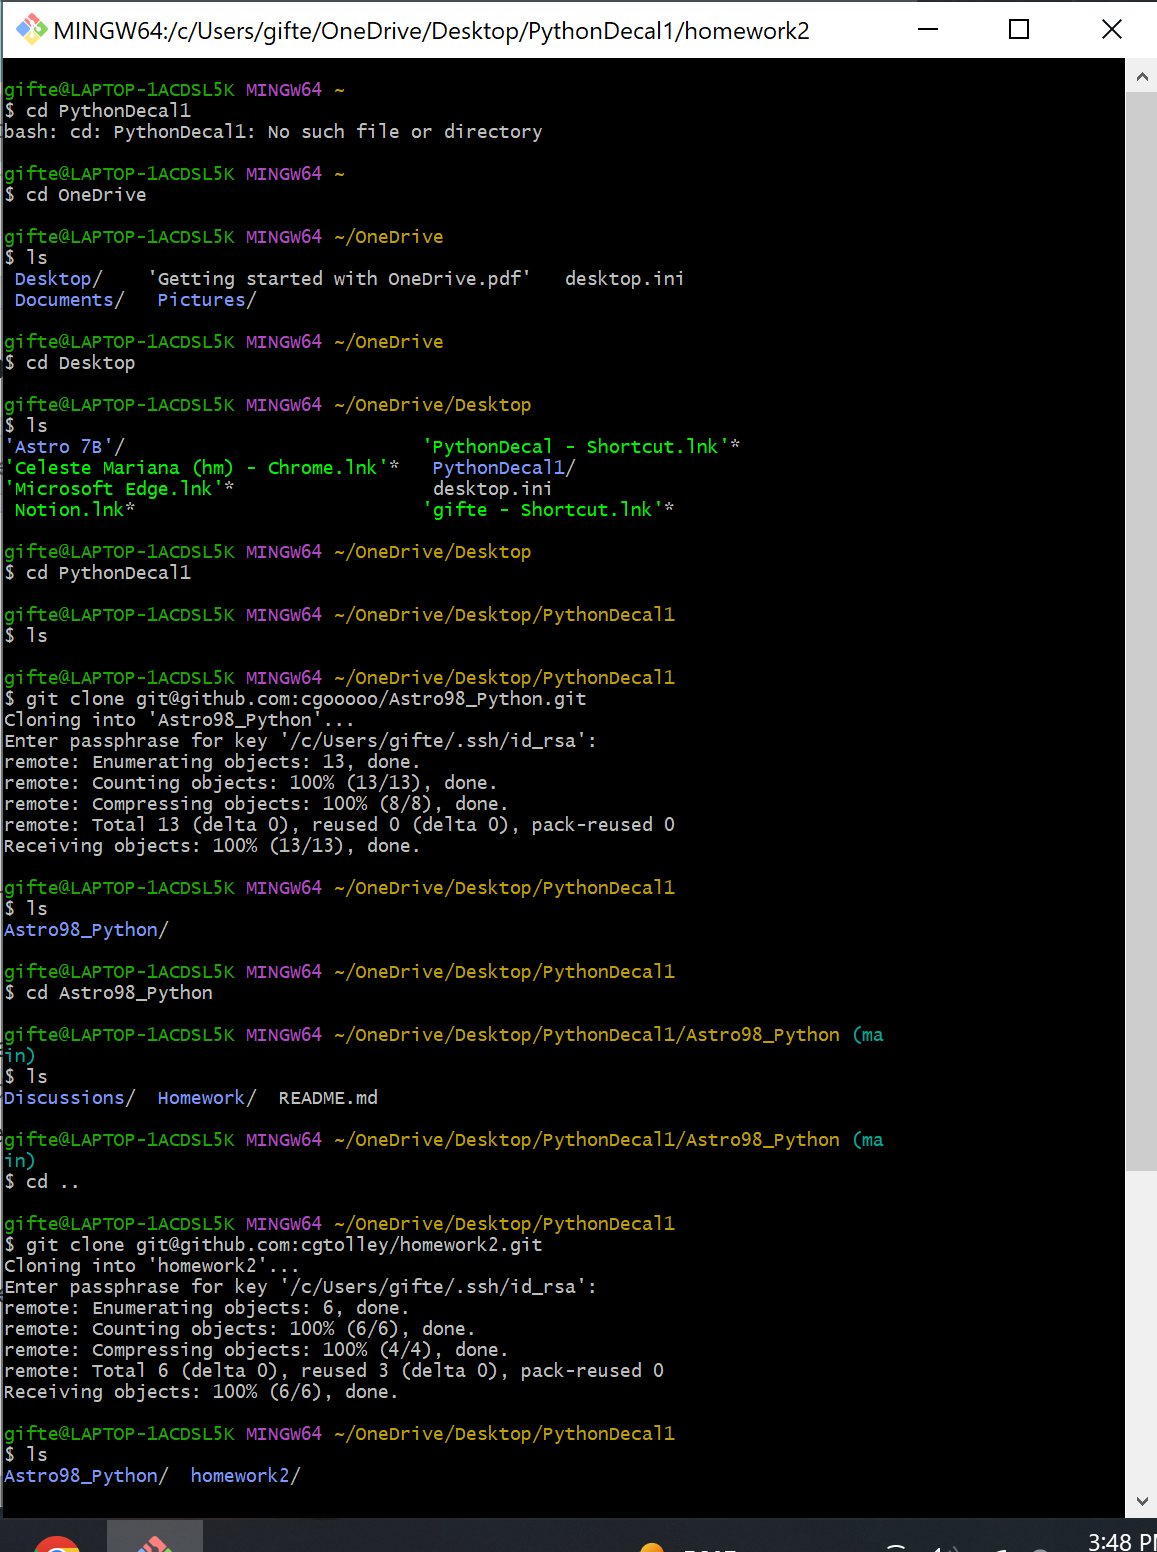 MINGW64:/c/Users/gifte/OneDrive/Desktop/PythonDecal1/homework2
gifte@LAPTOP-1ACDSL5K MINGW64 ~
$ cd PythonDecal1
bash: cd: PythonDecal1: No such file or directory
gifte@LAPTOP-1ACDSL5K MINGW64 ~
$ cd OneDrive
gifte@LAPTOP-1ACDSL5K MINGW64 ~/OneDrive
$ ls
Desktop/ 'Getting started with OneDrive.pdf' desktop.ini
Documents/ Pictures/
gifte@LAPTOP-1ACDSL5K MINGW64 ~/OneDrive
$ cd Desktop
gifte@LAPTOP-1ACDSL5K MINGW64 ~/OneDrive/Desktop
$ ls
'Astro 7B'/ 'PythonDecal - Shortcut.lnk'*
'Celeste Mariana (hm) - Chrome.lnk'* PythonDecal1/
'Microsoft Edge.lnk'* desktop.ini
Notion.lnk* 'gifte - Shortcut.lnk'*
gifte@LAPTOP-1ACDSL5K MINGW64 ~/OneDrive/Desktop
$ cd PythonDecal1
gifte@LAPTOP-1ACDSL5K MINGW64 ~/OneDrive/Desktop/PythonDecal1
$ ls
gifte@LAPTOP-1ACDSL5K MINGW64 ~/OneDrive/Desktop/PythonDecal1
$ git clone git@github.com:cgooooo/Astro98_Python.git
Cloning into 'Astro98_Python'...
Enter passphrase for key '/c/Users/gifte/.ssh/id_rsa':
remote: Enumerating objects: 13, done.
remote: Counting objects: 100% (13/13), done.
remote: Compressing objects: 100% (8/8), done.
remote: Total 13 (delta 0), reused 0 (delta 0), pack-reused 0
Receiving objects: 100% (13/13), done.
gifte@LAPTOP-1ACDSL5K MINGW64 ~/OneDrive/Desktop/PythonDecal1
$ ls
Astro98_Python/
gifte@LAPTOP-1ACDSL5K MINGW64 ~/OneDrive/Desktop/PythonDecal1
$ cd Astro98_Python
gifte@LAPTOP-1ACDSL5K MINGW64 ~/OneDrive/Desktop/PythonDecal1/Astro98_Python (ma
in)
$ ls
Discussions/ Homework/ README.md
gifte@LAPTOP-1ACDSL5K MINGW64 ~/OneDrive/Desktop/PythonDecal1/Astro98_Python (ma
in)
$ cd ..
gifte@LAPTOP-1ACDSL5K MINGW64 ~/OneDrive/Desktop/PythonDecal1
$ git clone git@github.com:cgtolley/homework2.git
Cloning into 'homework2'...
Enter passphrase for key '/c/Users/gifte/.ssh/id_rsa':
remote: Enumerating objects: 6, done.
remote: Counting objects: 100% (6/6), done.
remote: Compressing objects: 100% (4/4), done.
remote: Total 6 (delta 0), reused 3 (delta 0), pack-reused 0
Receiving objects: 100% (6/6), done.
gifte@LAPTOP-1ACDSL5K MINGW64 ~/OneDrive/Desktop/PythonDecal1
$ ls
Astro98_Python/ homework2/
3:48